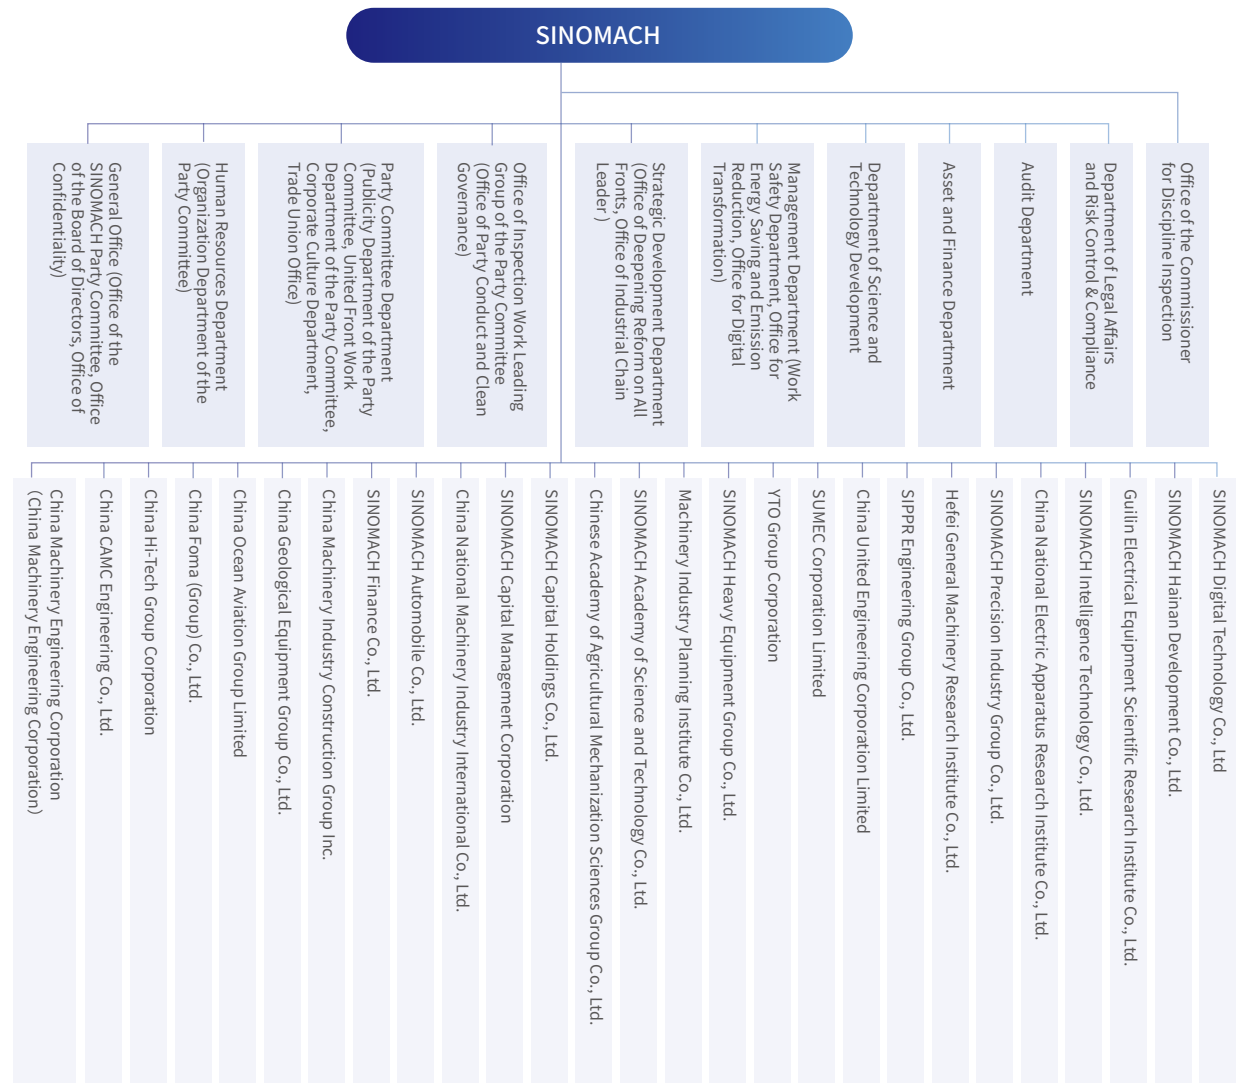 SINOMACH
General Office (Office of the
SINOMACH Party Committee, Office
of the Board of Directors, Office of
Confidentiality)
Human Resources Department
(Organization Department of the
Party Committee)
Party Committee Department
(Publicity Department of the Party
Committee, United Front Work
Department of the Party Committee,
Corporate Culture Department,
Trade Union Office)
Office of Inspection Work Leading
Group of the Party Committee
(Office of Party Conduct and Clean
Governance)
Strategic Development Department
(Office of Deepening Reform on All
Fronts, Office of Industrial Chain
Leader )
Management Department (Work
Safety Department, Office for
Energy Saving and Emission
Reduction, Office for Digital
Transformation)
Department of Science and
Technology Development
Asset and Finance Department
Audit Department
Department of Legal Affairs
and Risk Control & Compliance
Office of the Commissioner
for Discipline Inspection
China Machinery Engineering Corporation
(China Machinery Engineering Corporation)
China CAMC Engineering Co., Ltd.
China Hi-Tech Group Corporation
China Foma (Group) Co., Ltd.
China Ocean Aviation Group Limited
China Geological Equipment Group Co., Ltd.
China Machinery Industry Construction Group Inc.
SINOMACH Finance Co., Ltd.
SINOMACH Automobile Co., Ltd.
China National Machinery Industry International Co., Ltd.
SINOMACH Capital Management Corporation
SINOMACH Capital Holdings Co., Ltd.
Chinese Academy of Agricultural Mechanization Sciences Group Co., Ltd.
SINOMACH Academy of Science and Technology Co., Ltd.
Machinery Industry Planning Institute Co., Ltd.
SINOMACH Heavy Equipment Group Co., Ltd.
YTO Group Corporation
SUMEC Corporation Limited
China United Engineering Corporation Limited
SIPPR Engineering Group Co., Ltd.
Hefei General Machinery Research Institute Co., Ltd.
SINOMACH Precision Industry Group Co., Ltd.
China National Electric Apparatus Research Institute Co., Ltd.
SINOMACH Intelligence Technology Co., Ltd.
Guilin Electrical Equipment Scientific Research Institute Co., Ltd.
SINOMACH Hainan Development Co., Ltd.
SINOMACH Digital Technology Co., Ltd